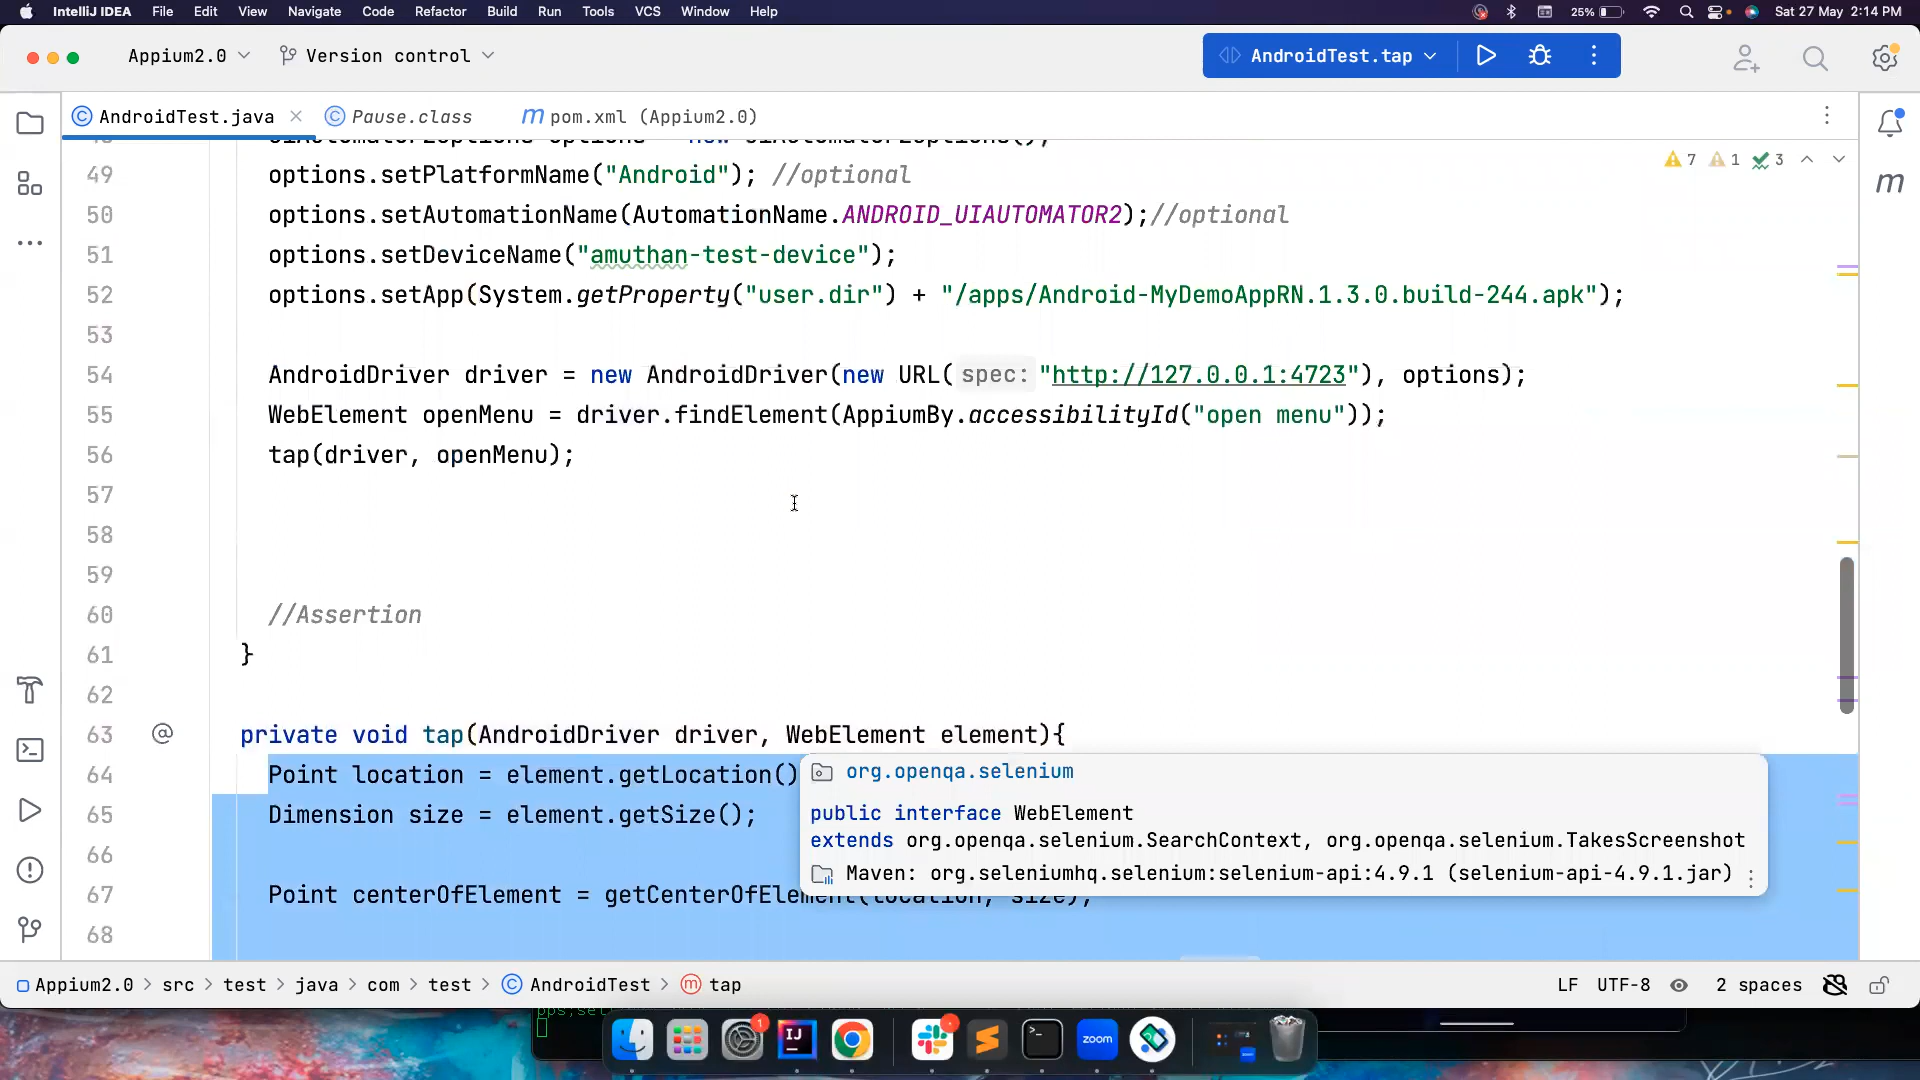 IntelliJ IDEA File Edit View Navigate Code Refactor Build Run Tools VCS Window Help 25% Sat 27 May 2:14 PM
Appium2.0 Version control AndroidTest.tap
AndroidTest.java Pause.class pom.xml (Appium2.0)
7 1 3
49 options.setPlatformName("Android"); //optional
50 options.setAutomationName(AutomationName.ANDROID_UIAUTOMATOR2);//optional
51 options.setDeviceName("amuthan-test-device");
52 options.setApp(System.getProperty("user.dir") + "/apps/Android-MyDemoAppRN.1.3.0.build-244.apk");
53
54 AndroidDriver driver = new AndroidDriver(new URL( spec: "http://127.0.0.1:4723"), options);
55 WebElement openMenu = driver.findElement(AppiumBy.accessibilityId("open menu"));
56 tap(driver, openMenu);
57
58
59
60 //Assertion
61 }
62
63 private void tap(AndroidDriver driver, WebElement element){
64 Point location = element.getLocation()
65 Dimension size = element.getSize();
66
67 Point centerOfElement = getCenterOfElement(location, size);
68
org.openqa.selenium
public interface WebElement
extends org.openqa.selenium.SearchContext, org.openqa.selenium.TakesScreenshot
Maven: org.seleniumhq.selenium:selenium-api:4.9.1 (selenium-api-4.9.1.jar)
Appium2.0 > src > test > java > com > test > AndroidTest > tap LF UTF-8 2 spaces
1
zoom